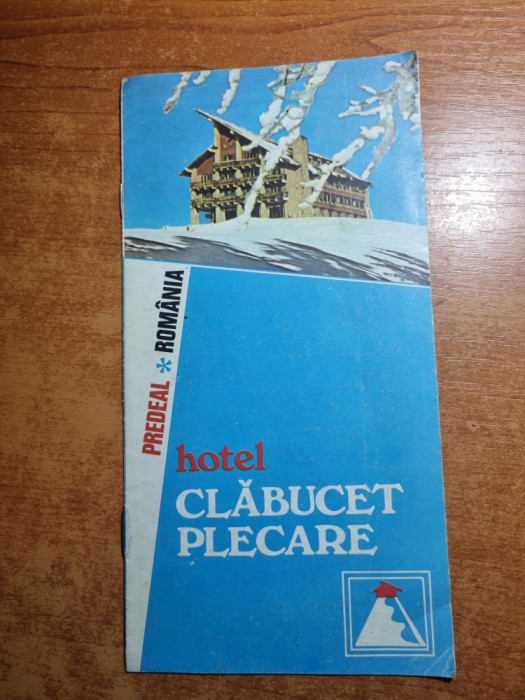 PREDEAL * ROMÂNIA
hotel
CLĂBUCET
PLECARE